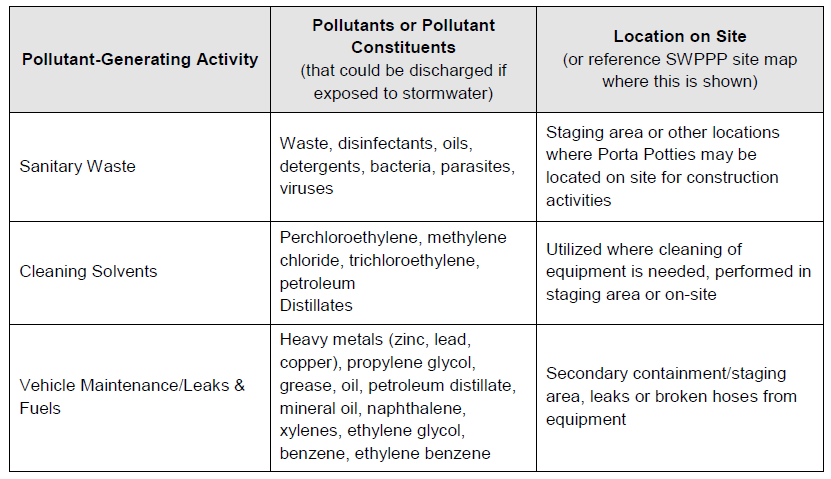 Pollutant-Generating Activity
Pollutants or Pollutant
Constituents
(that could be discharged if
exposed to stormwater)
Location on Site
(or reference SWPPP site map
where this is shown)
Sanitary Waste
Waste, disinfectants, oils,
detergents, bacteria, parasites,
viruses
Staging area or other locations
where Porta Potties may be
located on site for construction
activities
Cleaning Solvents
Perchloroethylene, methylene
chloride, trichloroethylene,
petroleum
Distillates
Utilized where cleaning of
equipment is needed, performed in
staging area or on-site
Vehicle Maintenance/Leaks &
Fuels
Heavy metals (zinc, lead,
copper), propylene glycol,
grease, oil, petroleum distillate,
mineral oil, naphthalene,
xylenes, ethylene glycol,
benzene, ethylene benzene
Secondary containment/staging
area, leaks or broken hoses from
equipment